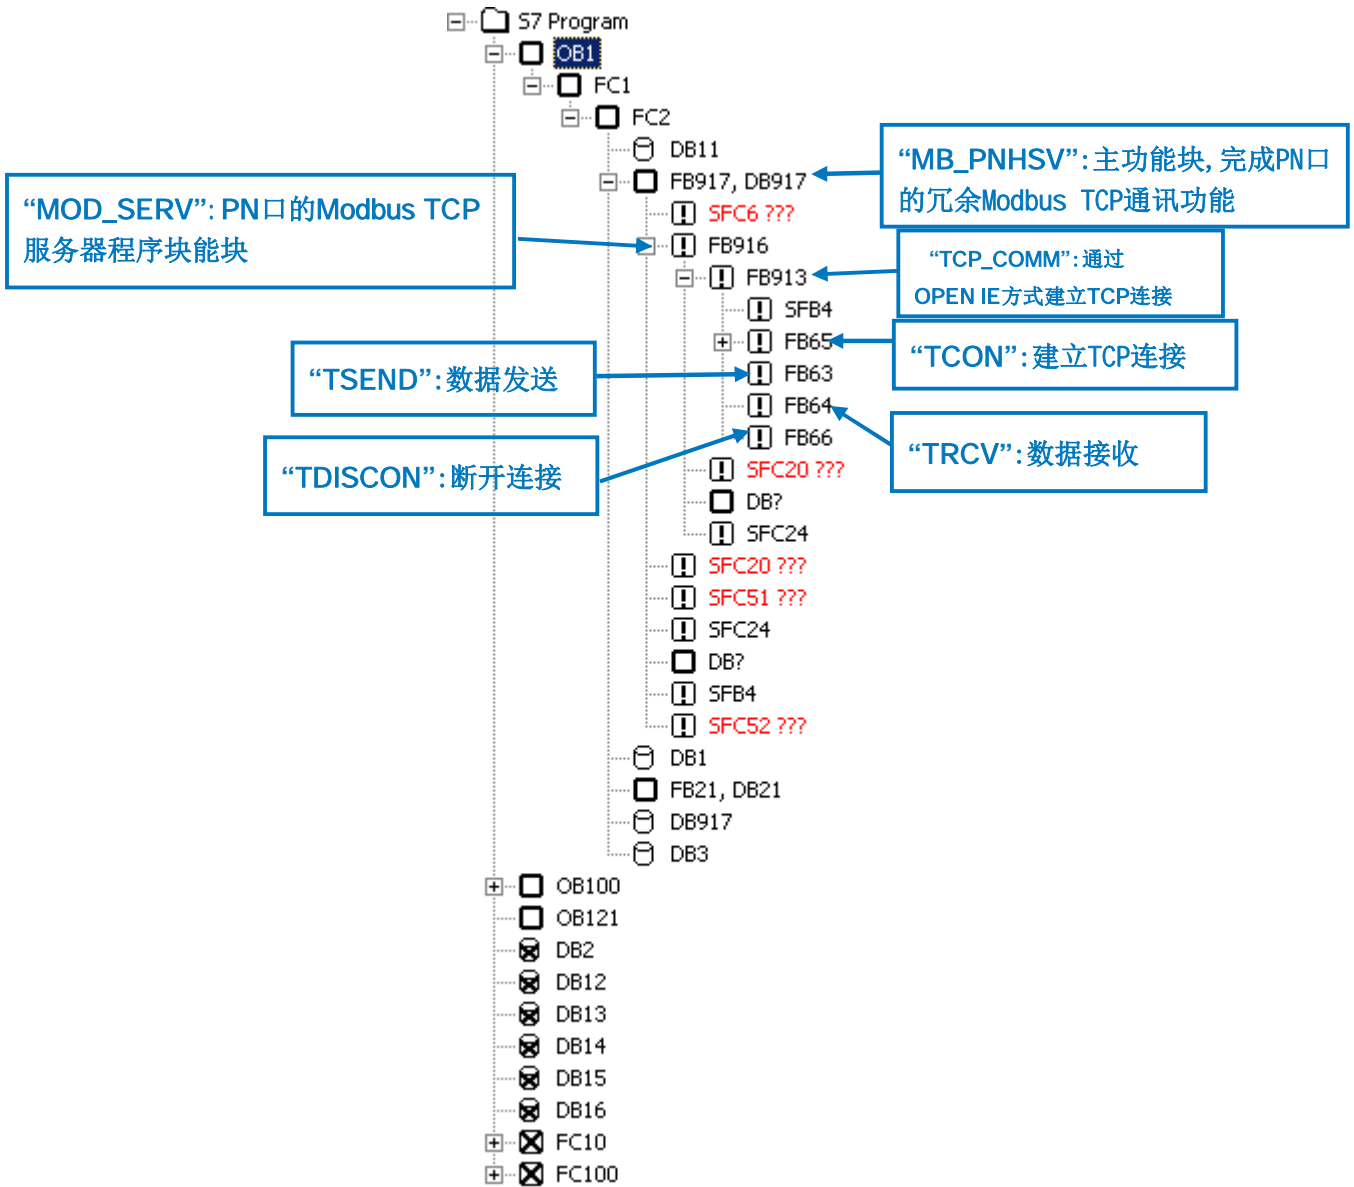 S7 Program
OB1
FC1
FC2
DB11
FB917, DB917
“MB_PNHSV”：主功能块,完成PN口
的冗余Modbus TCP通讯功能
“MOD_SERV”：PN口的Modbus TCP
服务器程序块能块
SFC6 ???
FB916
FB913
“TCP_COMM”：通过
OPEN IE方式建立TCP连接
SFB4
FB65
“TCON”：建立TCP连接
“TSEND”：数据发送
FB63
FB64
“TRCV”：数据接收
FB66
“TDISCON”：断开连接
SFC20 ???
DB?
SFC24
SFC20 ???
SFC51 ???
SFC24
DB?
SFB4
SFC52 ???
DB1
FB21, DB21
DB917
DB3
OB100
OB121
DB2
DB12
DB13
DB14
DB15
DB16
FC10
FC100